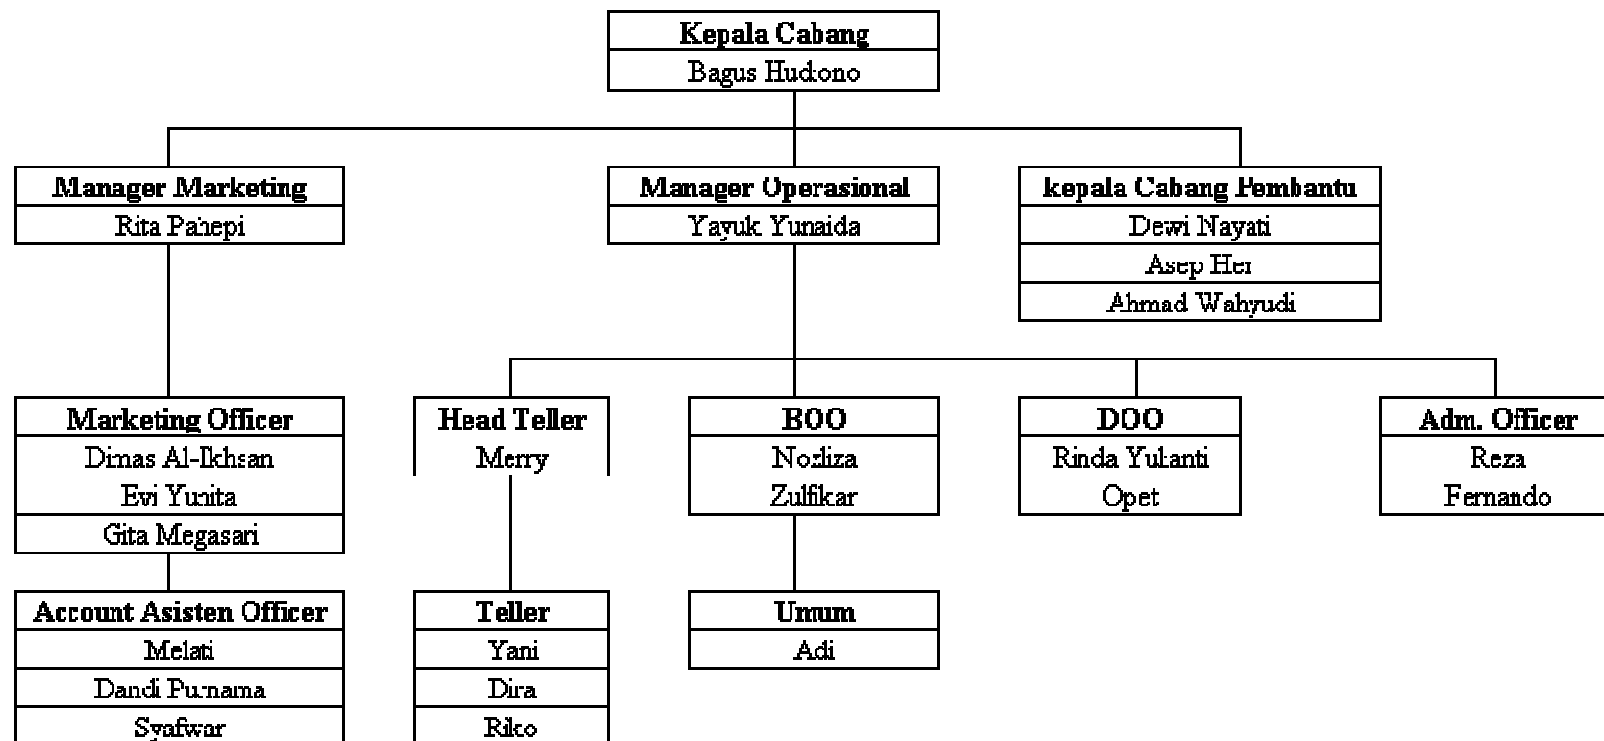 Kepala Cabang
Bagus Hudono
Manager Marketing
Rita Pahepi
Manager Operasional
Yayuk Yunaida
kepala Cabang Pembantu
Dewi Nayati
Asep Her
Ahmad Wahyudi
Marketing Officer
Dimas Al-Ikhsan
Evi Yunita
Gita Megasari
Head Teller
Merry
BOO
Nozliza
Zulfikar
DOO
Rinda Yulianti
Opet
Adm. Officer
Reza
Fernando
Account Asisten Officer
Melati
Dandi Purnama
Syafwar
Teller
Yani
Dira
Riko
Umum
Adi